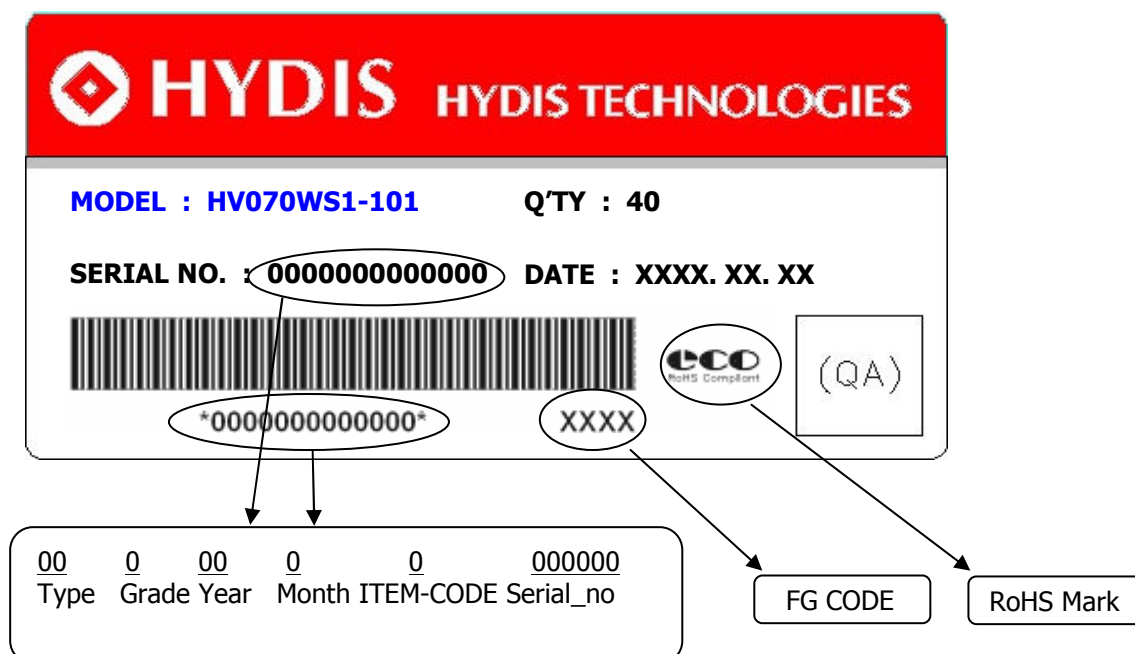 HYDIS HYDIS TECHNOLOGIES
MODEL : HV070WS1-101 Q'TY : 40
SERIAL NO. : 0000000000000 DATE : XXXX. XX. XX
eco
RoHS Compliant
(QA)
*0000000000000* XXXX
00 0 00 0 0 000000
Type Grade Year Month ITEM-CODE Serial_no
FG CODE RoHS Mark